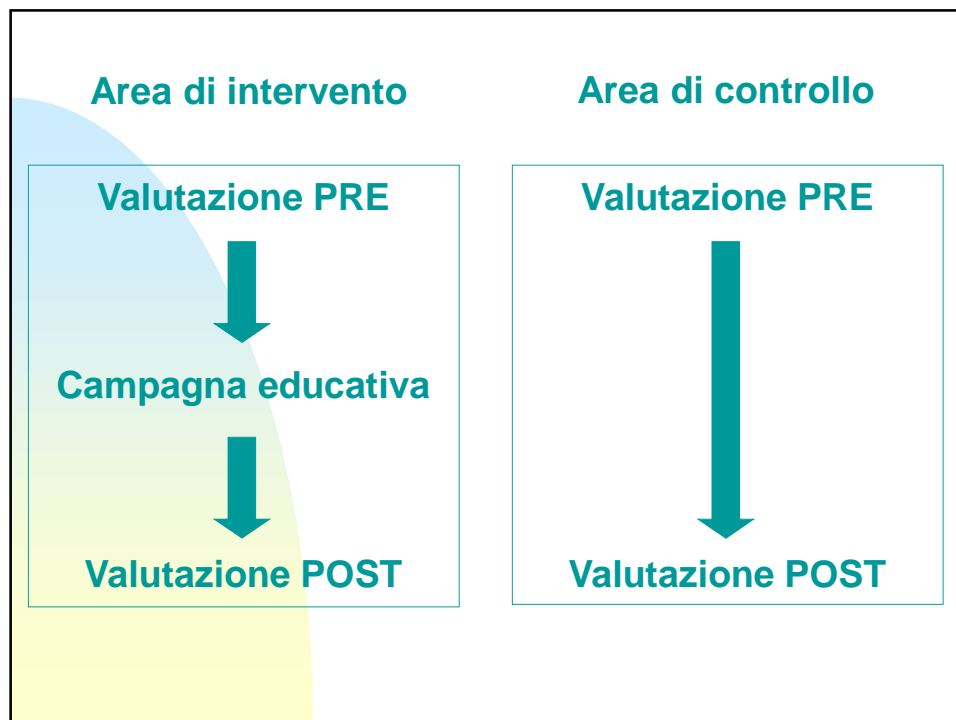 Area di intervento
Valutazione PRE
Campagna educativa
Valutazione POST
Area di controllo
Valutazione PRE
Valutazione POST